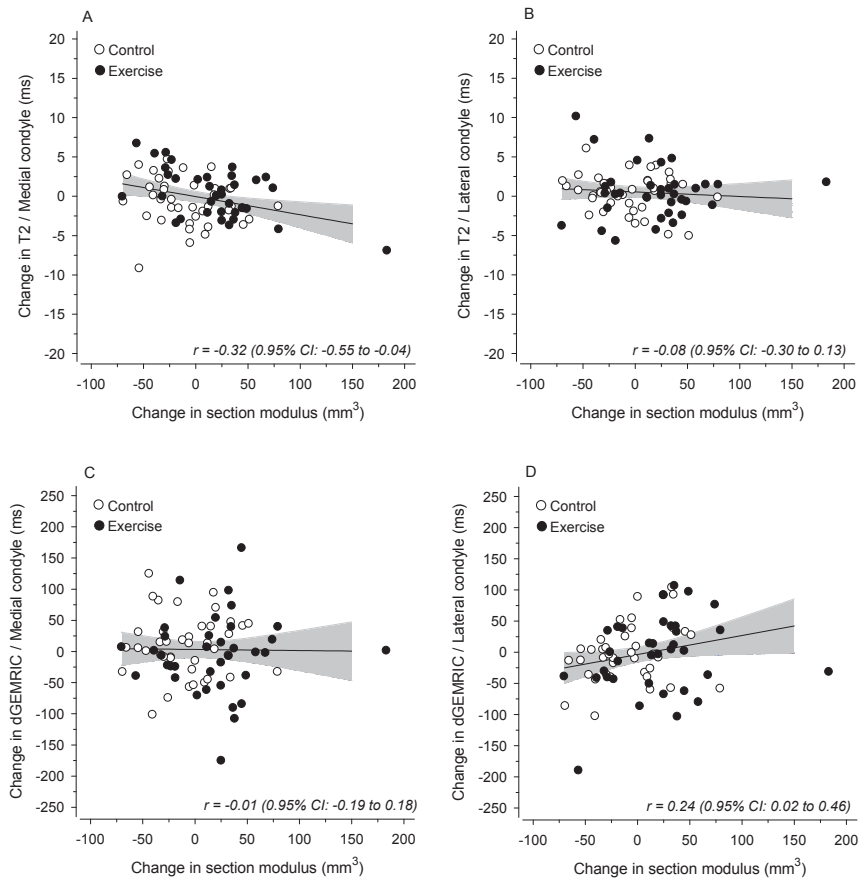 A
Control
Exercise
20
15
10
5
0
-5
-10
-15
-20
Change in T2 / Medial condyle (ms)
r = -0.32 (0.95% CI: -0.55 to -0.04)
-100 -50 0 50 100 150 200
Change in section modulus (mm³)
B
Control
Exercise
20
15
10
5
0
-5
-10
-15
-20
Change in T2 / Lateral condyle (ms)
r = -0.08 (0.95% CI: -0.30 to 0.13)
-100 -50 0 50 100 150 200
Change in section modulus (mm³)
C
Control
Exercise
250
200
150
100
50
0
-50
-100
-150
-200
-250
Change in dGEMRIC / Medial condyle (ms)
r = -0.01 (0.95% CI: -0.19 to 0.18)
-100 -50 0 50 100 150 200
Change in section modulus (mm³)
D
Control
Exercise
250
200
150
100
50
0
-50
-100
-150
-200
-250
Change in dGEMRIC / Lateral condyle (ms)
r = 0.24 (0.95% CI: 0.02 to 0.46)
-100 -50 0 50 100 150 200
Change in section modulus (mm³)